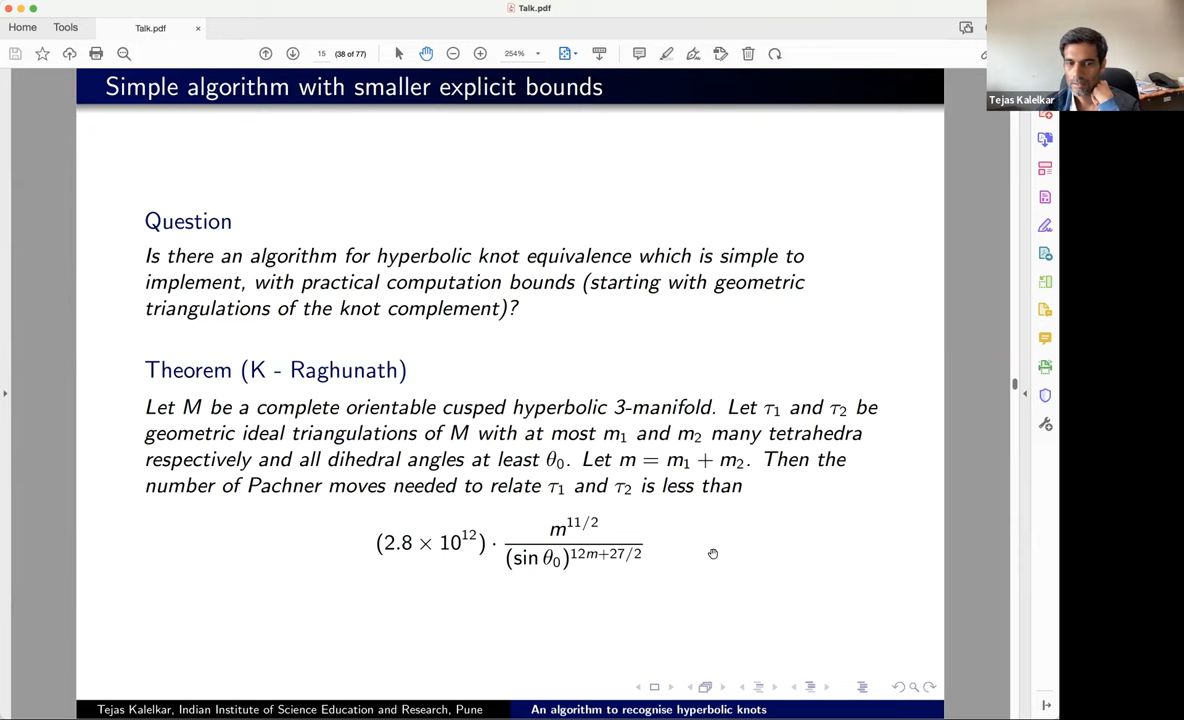 Talk.pdf
Home Tools Talk.pdf ×
15 (38 of 77) 254%
Tejas Kalelkar
Simple algorithm with smaller explicit bounds
Question
Is there an algorithm for hyperbolic knot equivalence which is simple to
implement, with practical computation bounds (starting with geometric
triangulations of the knot complement)?
Theorem (K - Raghunath)
Let M be a complete orientable cusped hyperbolic 3-manifold. Let τ₁ and τ₂ be
geometric ideal triangulations of M with at most m₁ and m₂ many tetrahedra
respectively and all dihedral angles at least θ₀. Let m = m₁ + m₂. Then the
number of Pachner moves needed to relate τ₁ and τ₂ is less than
(2.8 × 10¹²) · m^{11/2} / (sin θ₀)^{12m+27/2}
Tejas Kalelkar, Indian Institute of Science Education and Research, Pune An algorithm to recognise hyperbolic knots